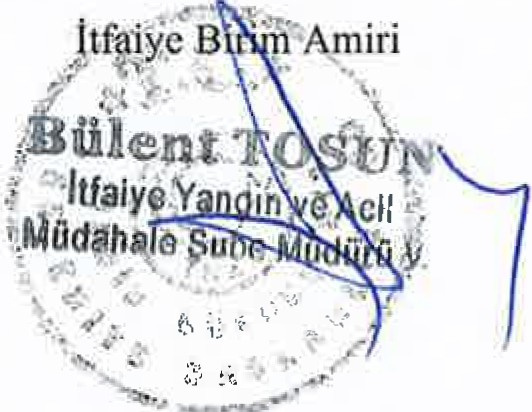 İtfaiye Birim Amiri
Bülent TOSUN
İtfaiye Yangın ve Acil
Müdahale Şube Müdürü V